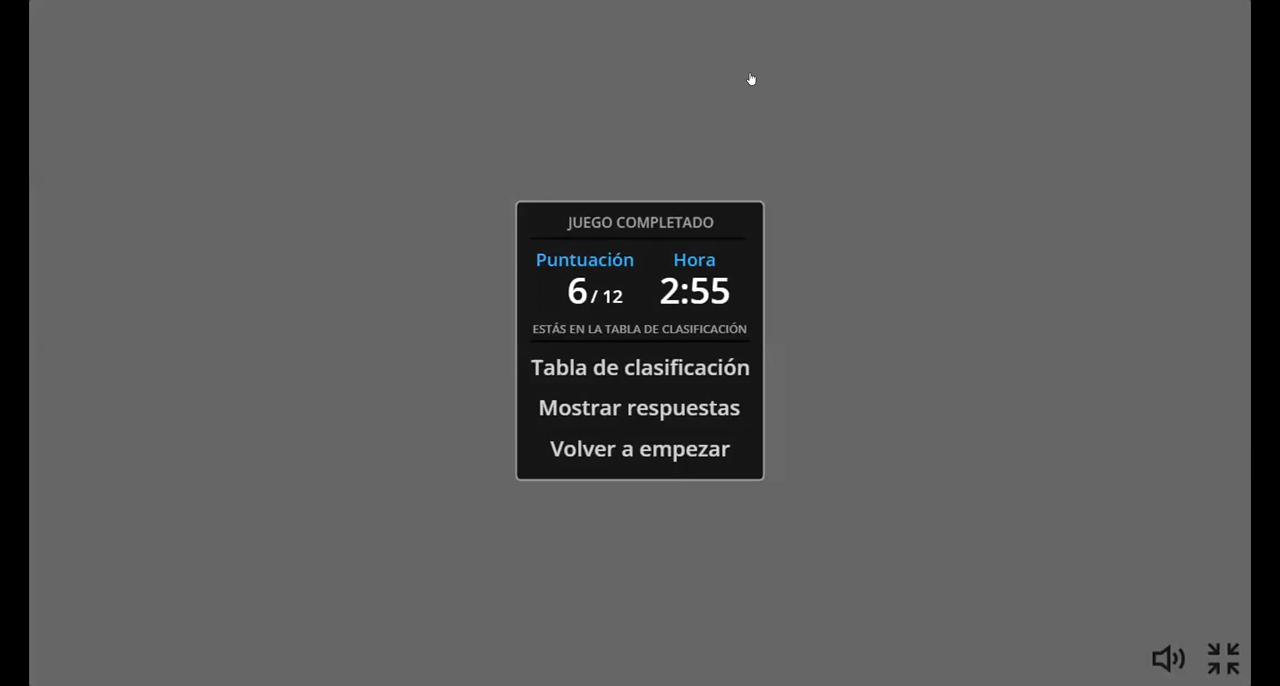 JUEGO COMPLETADO
Puntuación Hora
6 / 12 2:55
ESTÁS EN LA TABLA DE CLASIFICACIÓN
Tabla de clasificación
Mostrar respuestas
Volver a empezar